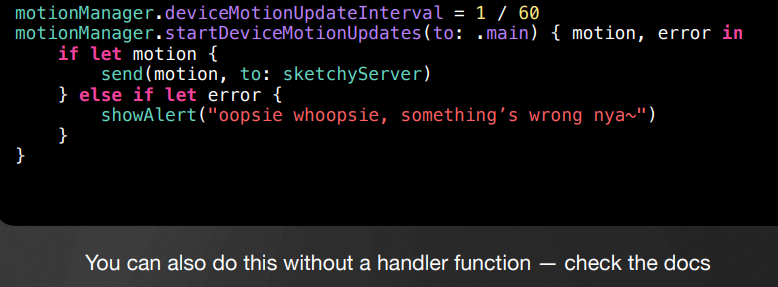 motionManager.deviceMotionUpdateInterval = 1 / 60
motionManager.startDeviceMotionUpdates(to: .main) { motion, error in
    if let motion {
        send(motion, to: sketchyServer)
    } else if let error {
        showAlert("oopsie whoopsie, something’s wrong nya~")
    }
}
You can also do this without a handler function — check the docs